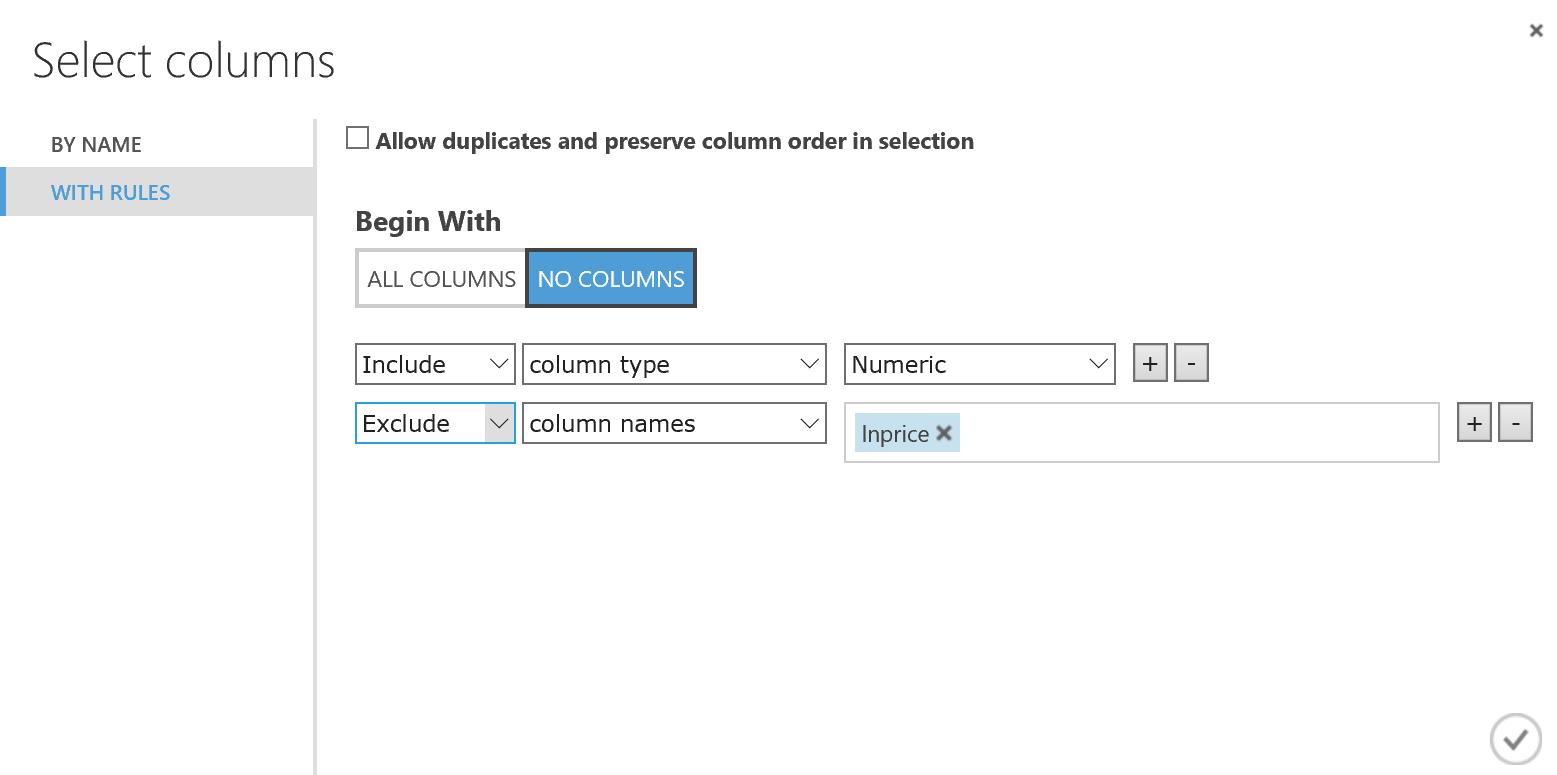 Select columns
BY NAME
WITH RULES
Allow duplicates and preserve column order in selection
Begin With
ALL COLUMNS NO COLUMNS
Include column type Numeric + -
Exclude column names lnprice + -